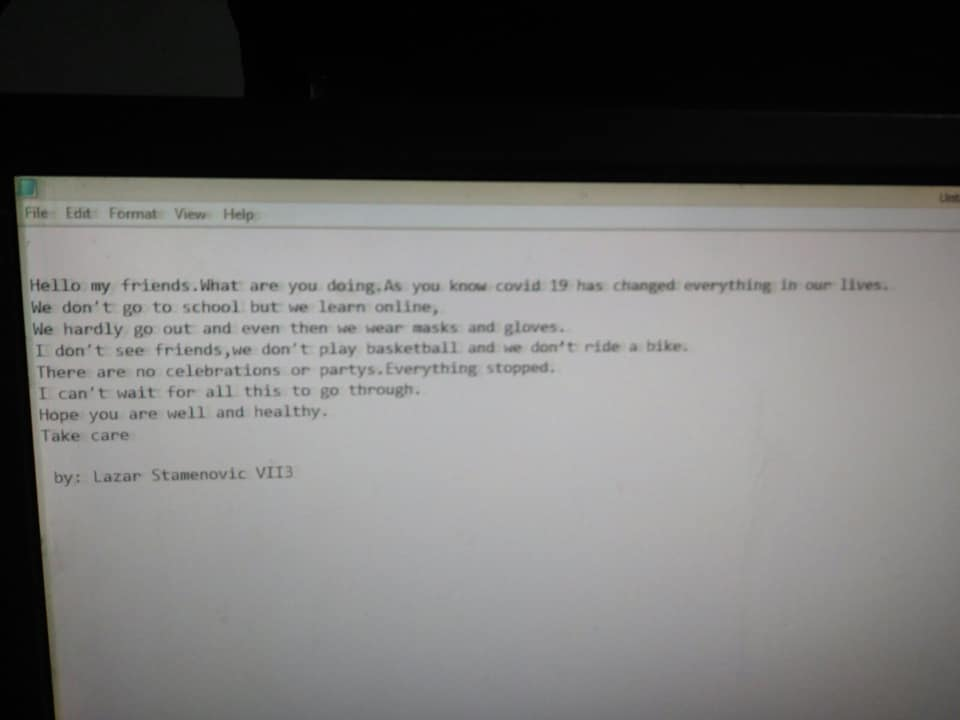 File Edit Format View Help
Hello my friends.What are you doing.As you know covid 19 has changed everything in our lives.
We don't go to school but we learn online,
We hardly go out and even then we wear masks and gloves.
I don't see friends,we don't play basketball and we don't ride a bike.
There are no celebrations or partys.Everything stopped.
I can't wait for all this to go through.
Hope you are well and healthy.
Take care
by: Lazar Stamenovic VII3